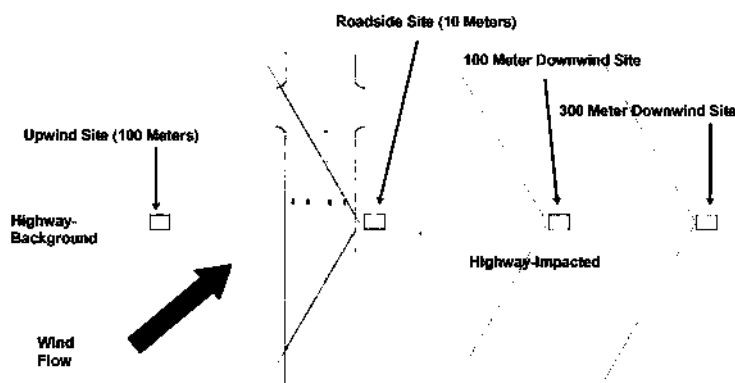 Roadside Site (10 Meters)
100 Meter Downwind Site
300 Meter Downwind Site
Upwind Site (100 Meters)
Highway-
Background
Highway-Impacted
Wind
Flow